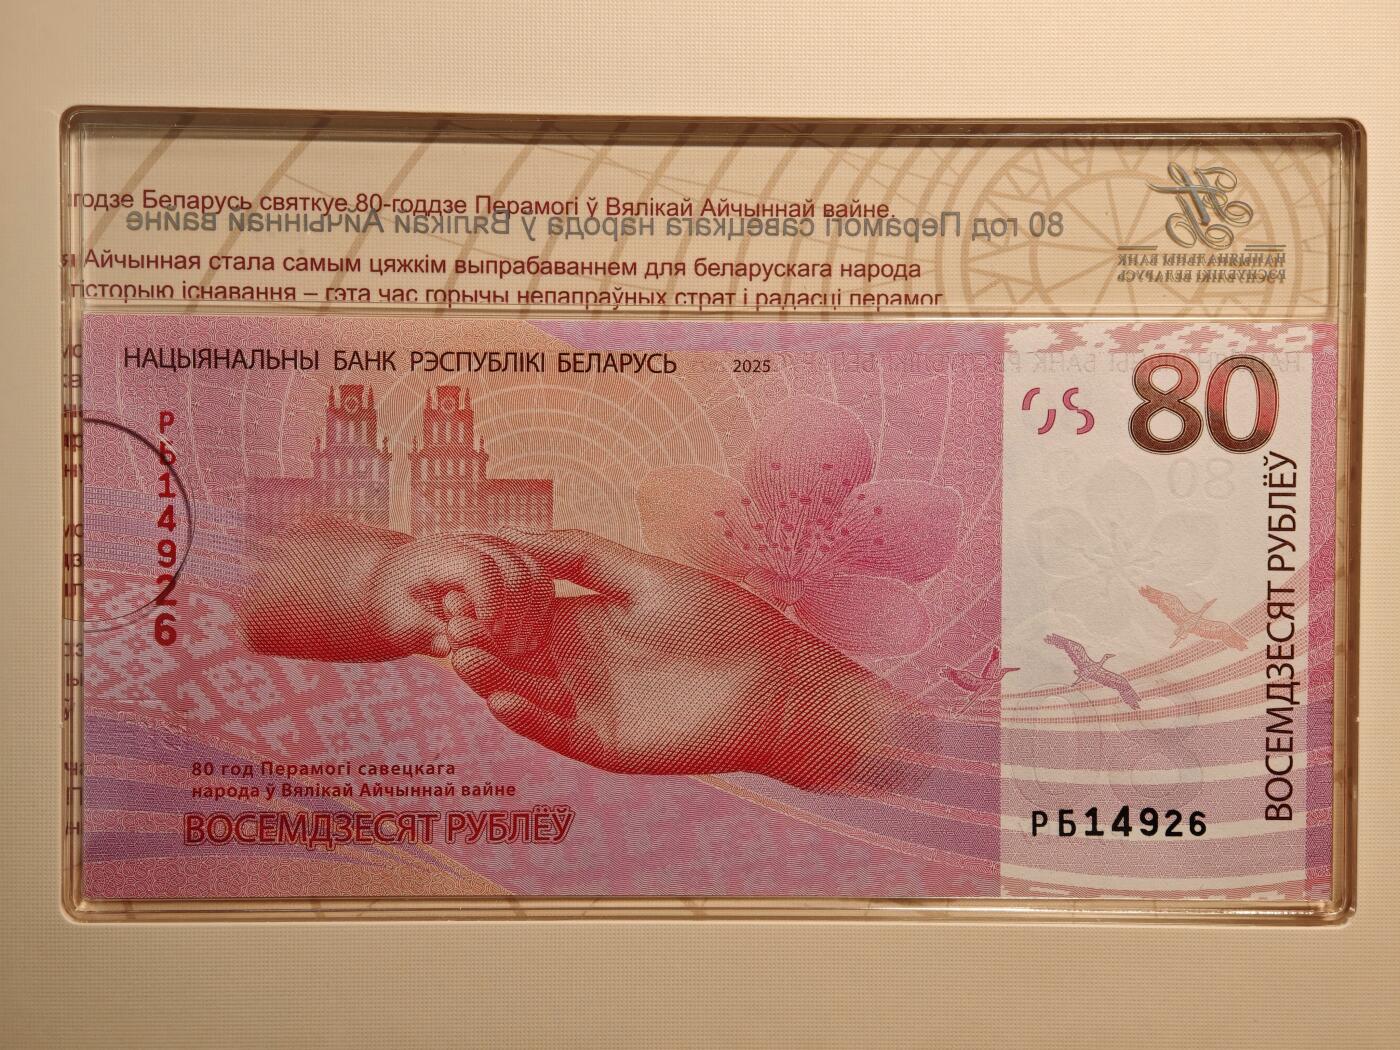 годзе Беларусь святкуе 80-годдзе Перамогі ў Вялікай Айчыннай вайне.
80 год Перамогі савецкага народа ў Вялікай Айчыннай вайне
НАЦЫЯНАЛЬНЫ БАНК
РЭСПУБЛІКІ БЕЛАРУСЬ
я Айчынная стала самым цяжкім выпрабаваннем для беларускага народа
гісторыю існавання – гэта час горычы непапраўных страт і радасці перамог
НАЦЫЯНАЛЬНЫ БАНК РЭСПУБЛІКІ БЕЛАРУСЬ 2025
80
РБ14926
ВОСЕМДЗЕСЯТ РУБЛЁЎ
80 год Перамогі савецкага
народа ў Вялікай Айчыннай вайне
ВОСЕМДЗЕСЯТ РУБЛЁЎ
РБ14926